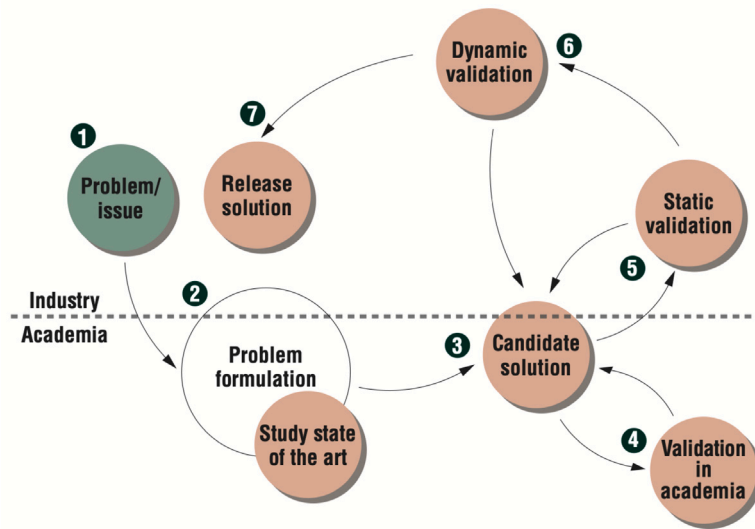 6
Dynamic
validation
7
1
Problem/
issue
Release
solution
Static
validation
5
2
Industry
Academia
Problem
formulation
3
Candidate
solution
Study state
of the art
4
Validation
in
academia